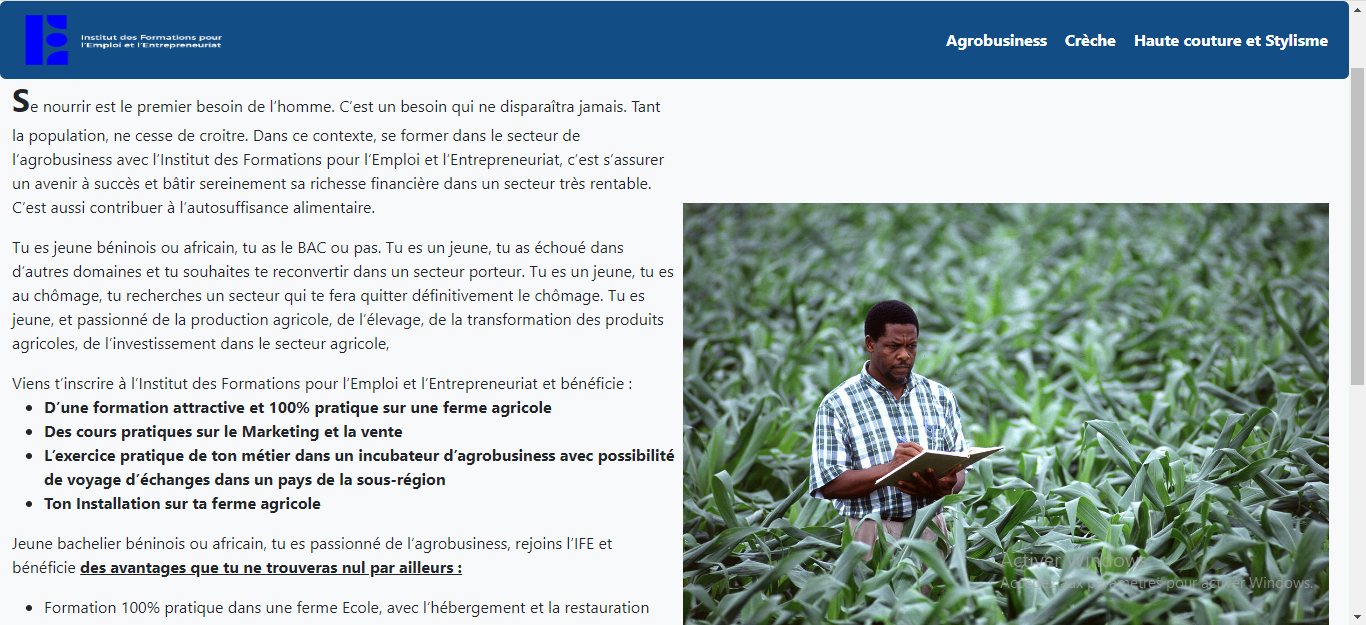 Institut des Formations pour
l'Emploi et l'Entrepreneuriat
Agrobusiness Crèche Haute couture et Stylisme
Se nourrir est le premier besoin de l'homme. C'est un besoin qui ne disparaîtra jamais. Tant
la population, ne cesse de croitre. Dans ce contexte, se former dans le secteur de
l'agrobusiness avec l'Institut des Formations pour l'Emploi et l'Entrepreneuriat, c'est s'assurer
un avenir à succès et bâtir sereinement sa richesse financière dans un secteur très rentable.
C'est aussi contribuer à l'autosuffisance alimentaire.
Tu es jeune béninois ou africain, tu as le BAC ou pas. Tu es un jeune, tu as échoué dans
d'autres domaines et tu souhaites te reconvertir dans un secteur porteur. Tu es un jeune, tu es
au chômage, tu recherches un secteur qui te fera quitter définitivement le chômage. Tu es
jeune, et passionné de la production agricole, de l'élevage, de la transformation des produits
agricoles, de l'investissement dans le secteur agricole,
Viens t'inscrire à l'Institut des Formations pour l'Emploi et l'Entrepreneuriat et bénéficie :
• D'une formation attractive et 100% pratique sur une ferme agricole
• Des cours pratiques sur le Marketing et la vente
• L'exercice pratique de ton métier dans un incubateur d'agrobusiness avec possibilité
de voyage d'échanges dans un pays de la sous-région
• Ton Installation sur ta ferme agricole
Jeune bachelier béninois ou africain, tu es passionné de l'agrobusiness, rejoins l'IFE et
bénéficie des avantages que tu ne trouveras nul par ailleurs :
• Formation 100% pratique dans une ferme Ecole, avec l'hébergement et la restauration
Activer Windows
Accédez aux paramètres pour activer Windows.